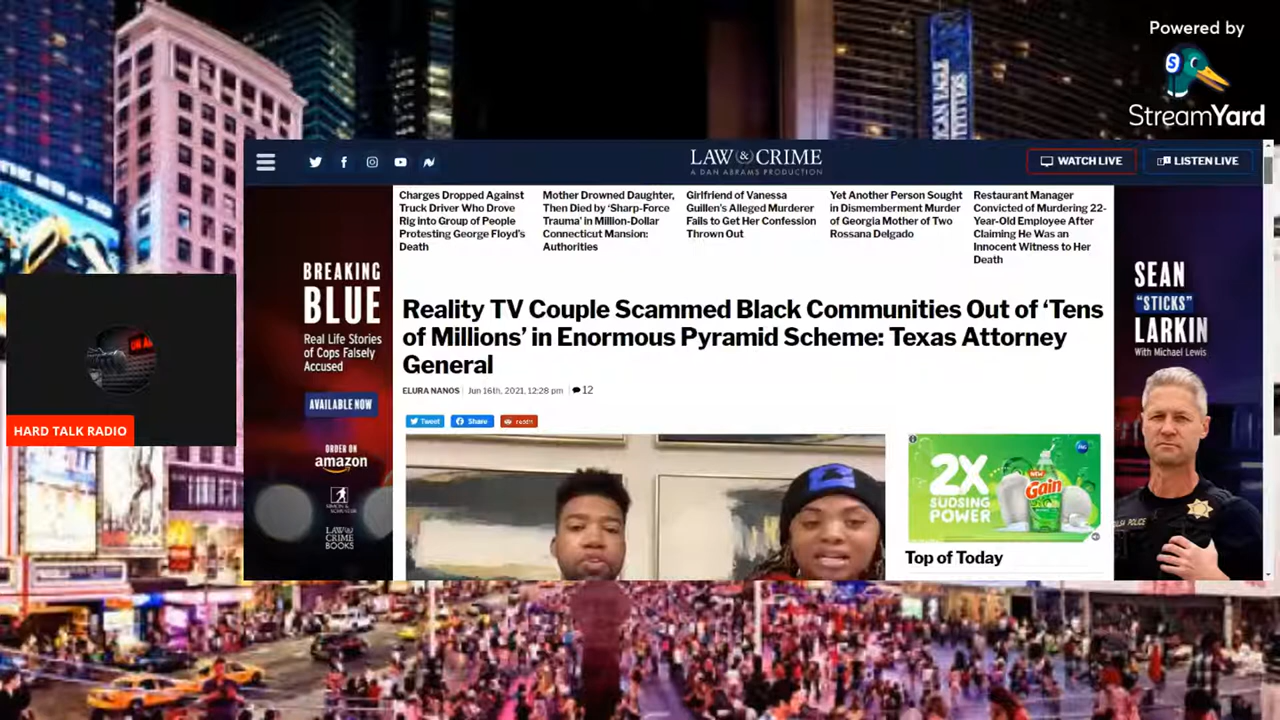 Powered by
StreamYard
LAW & CRIME
A DAN ABRAMS PRODUCTION
WATCH LIVE
LISTEN LIVE
Charges Dropped Against
Truck Driver Who Drove
Rig into Group of People
Protesting George Floyd's
Death
Mother Drowned Daughter,
Then Died by 'Sharp-Force
Trauma' in Million-Dollar
Connecticut Mansion:
Authorities
Girlfriend of Vanessa
Guillen's Alleged Murderer
Fails to Get Her Confession
Thrown Out
Yet Another Person Sought
in Dismemberment Murder
of Georgia Mother of Two
Rossana Delgado
Restaurant Manager
Convicted of Murdering 22-
Year-Old Employee After
Claiming He Was an
Innocent Witness to Her
Death
BREAKING
BLUE
Real Life Stories
of Cops Falsely
Accused
AVAILABLE NOW
ORDER ON
amazon
LAW &
CRIME
BOOKS
Reality TV Couple Scammed Black Communities Out of 'Tens
of Millions' in Enormous Pyramid Scheme: Texas Attorney
General
ELURA NANOS | Jun 16th, 2021, 12:28 pm 12
Tweet
Share
reddit
2X
SUDSING
POWER
NEW
Gain
Top of Today
SEAN
"STICKS"
LARKIN
With Michael Lewis
POLICE
HARD TALK RADIO